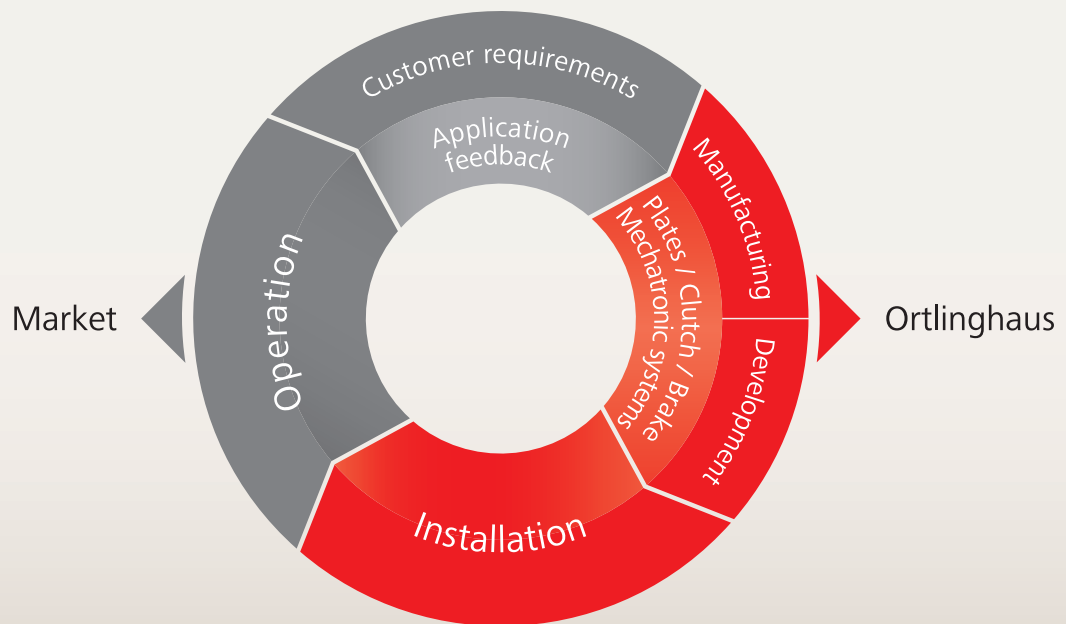 Customer requirements
Application
feedback
Manufacturing
Plates / Clutch / Brake
Mechatronic systems
Development
Installation
Operation
Market
Ortlinghaus